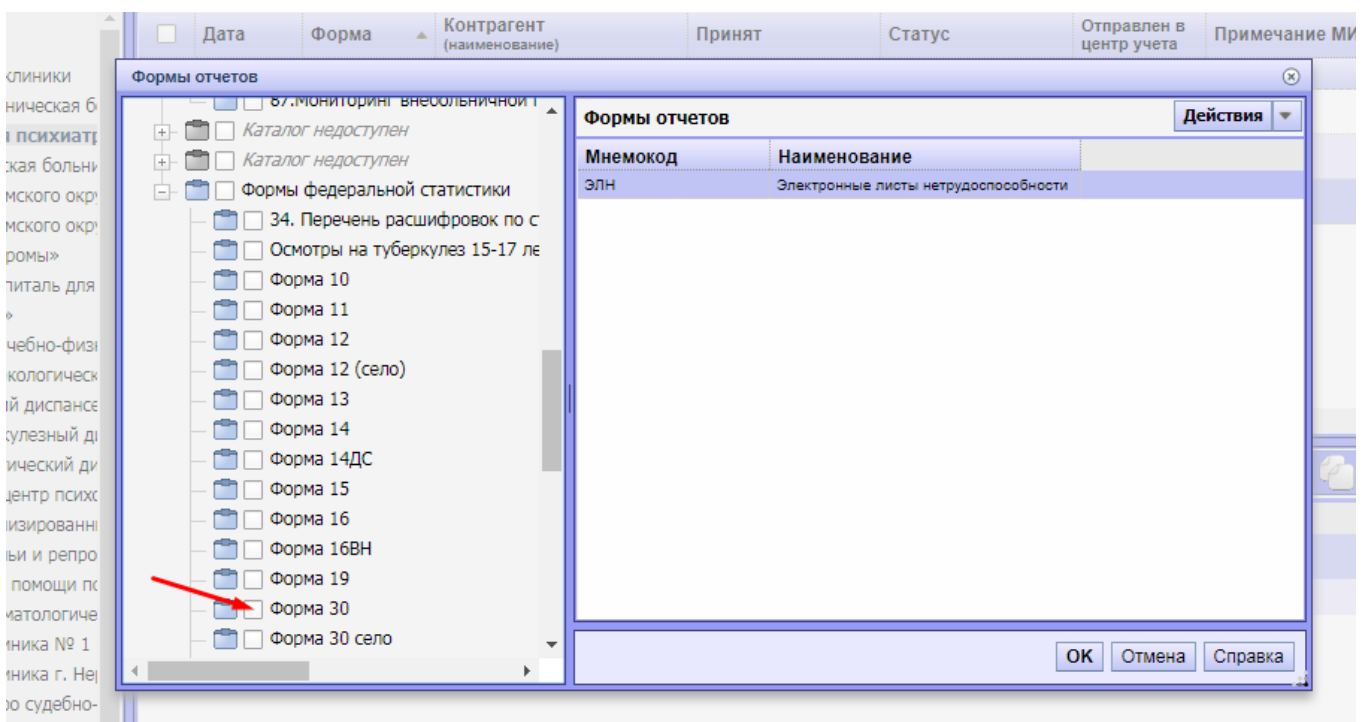 Дата Форма Контрагент (наименование) Принят Статус Отправлен в центр учета Примечание МИ
Формы отчетов
87.Мониторинг внебольничной
Каталог недоступен
Каталог недоступен
Формы федеральной статистики
34. Перечень расшифровок по ст
Осмотры на туберкулез 15-17 ле
Форма 10
Форма 11
Форма 12
Форма 12 (село)
Форма 13
Форма 14
Форма 14ДС
Форма 15
Форма 16
Форма 16ВН
Форма 19
Форма 30
Форма 30 село
Формы отчетов
Действия
Мнемокод Наименование
ЭЛН Электронные листы нетрудоспособности
OK Отмена Справка
клиники
ническая б
психиатр
ская больни
мского окр
мского окр
ромы»
питаль для
»
чебно-физи
кологическ
ий диспансе
кулезный д
ический ди
центр психо
изированн
ьи и репро
помощи по
матологиче
иника № 1
иника г. Не
ро судебно-